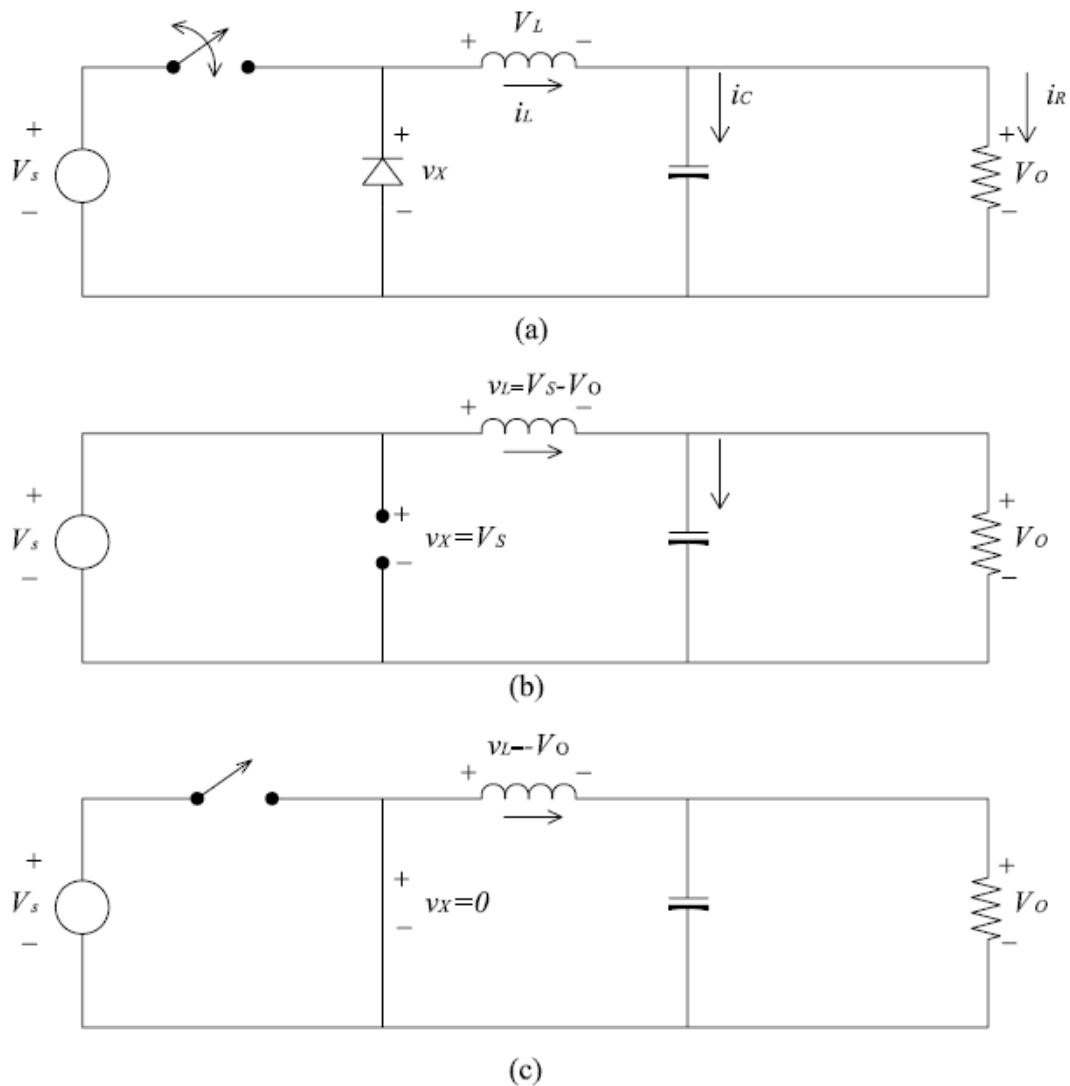 + V_L −
i_L
+ V_s −
+ v_X −
i_C
i_R
+ V_O −
(a)
v_L=V_S-V_O
+ −
+ V_s −
+ v_X=V_S −
+ V_O −
(b)
v_L=-V_O
+ −
+ V_s −
+ v_X=0 −
+ V_O −
(c)